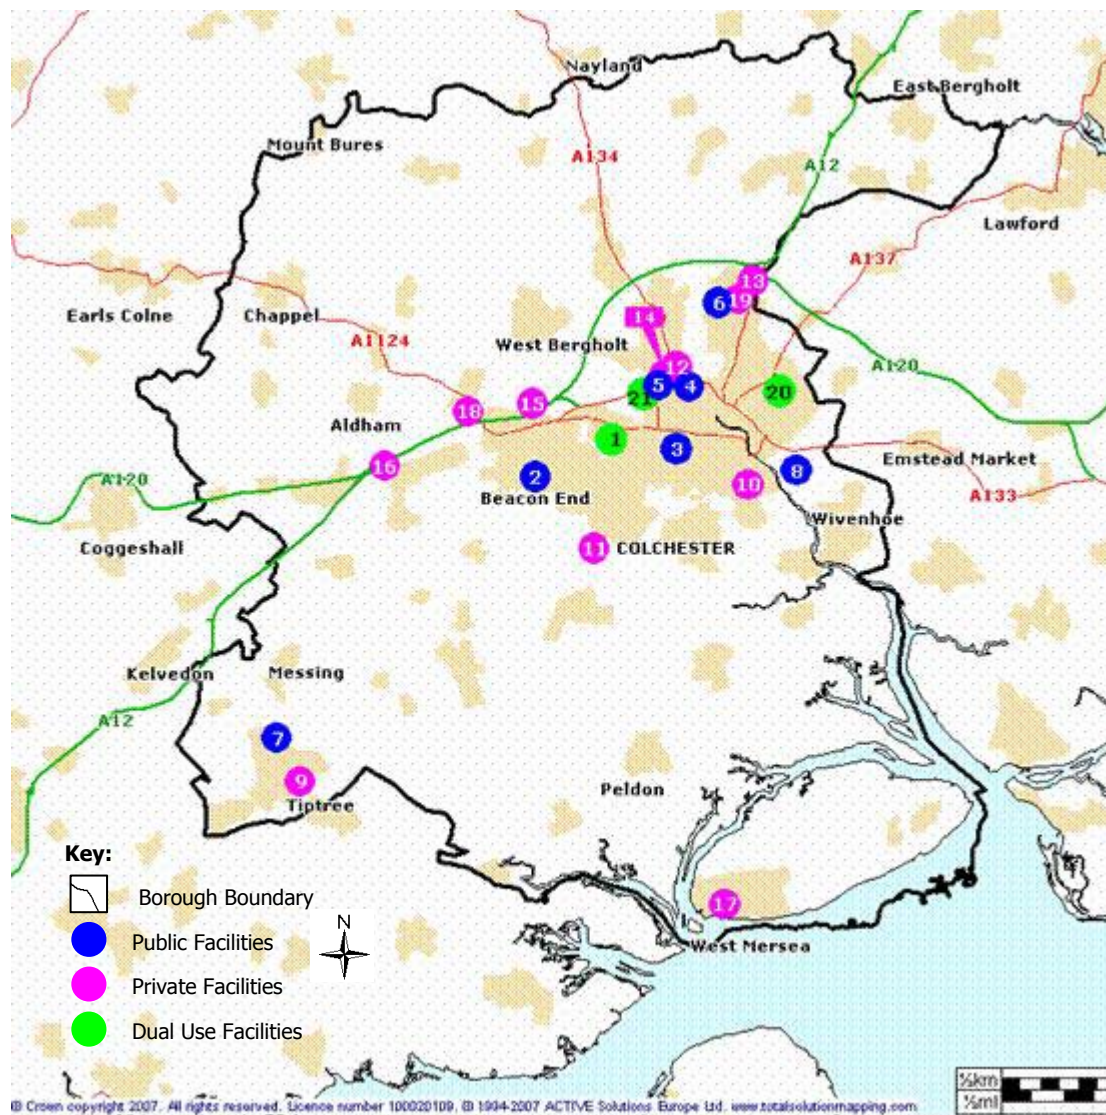 Nayland
East Bergholt
Mount Bures
A134
A12
Lawford
A137
13
6
19
Earls Colne
Chappel
14
A1124
West Bergholt
12
A120
5
4
21
20
15
18
Aldham
1
3
Emstead Market
16
2
8
A120
10
A133
Beacon End
Wivenhoe
Coggeshall
11
COLCHESTER
Kelvedon
Messing
A12
7
9
Peldon
Tiptree
Key:
Borough Boundary
17
N
Public Facilities
West Mersea
Private Facilities
Dual Use Facilities
½km
½ml
© Crown copyright 2007. All rights reserved. Licence number 100020109. © 1994-2007 ACTIVE Solutions Europe Ltd. www.totalsolutionmapping.com